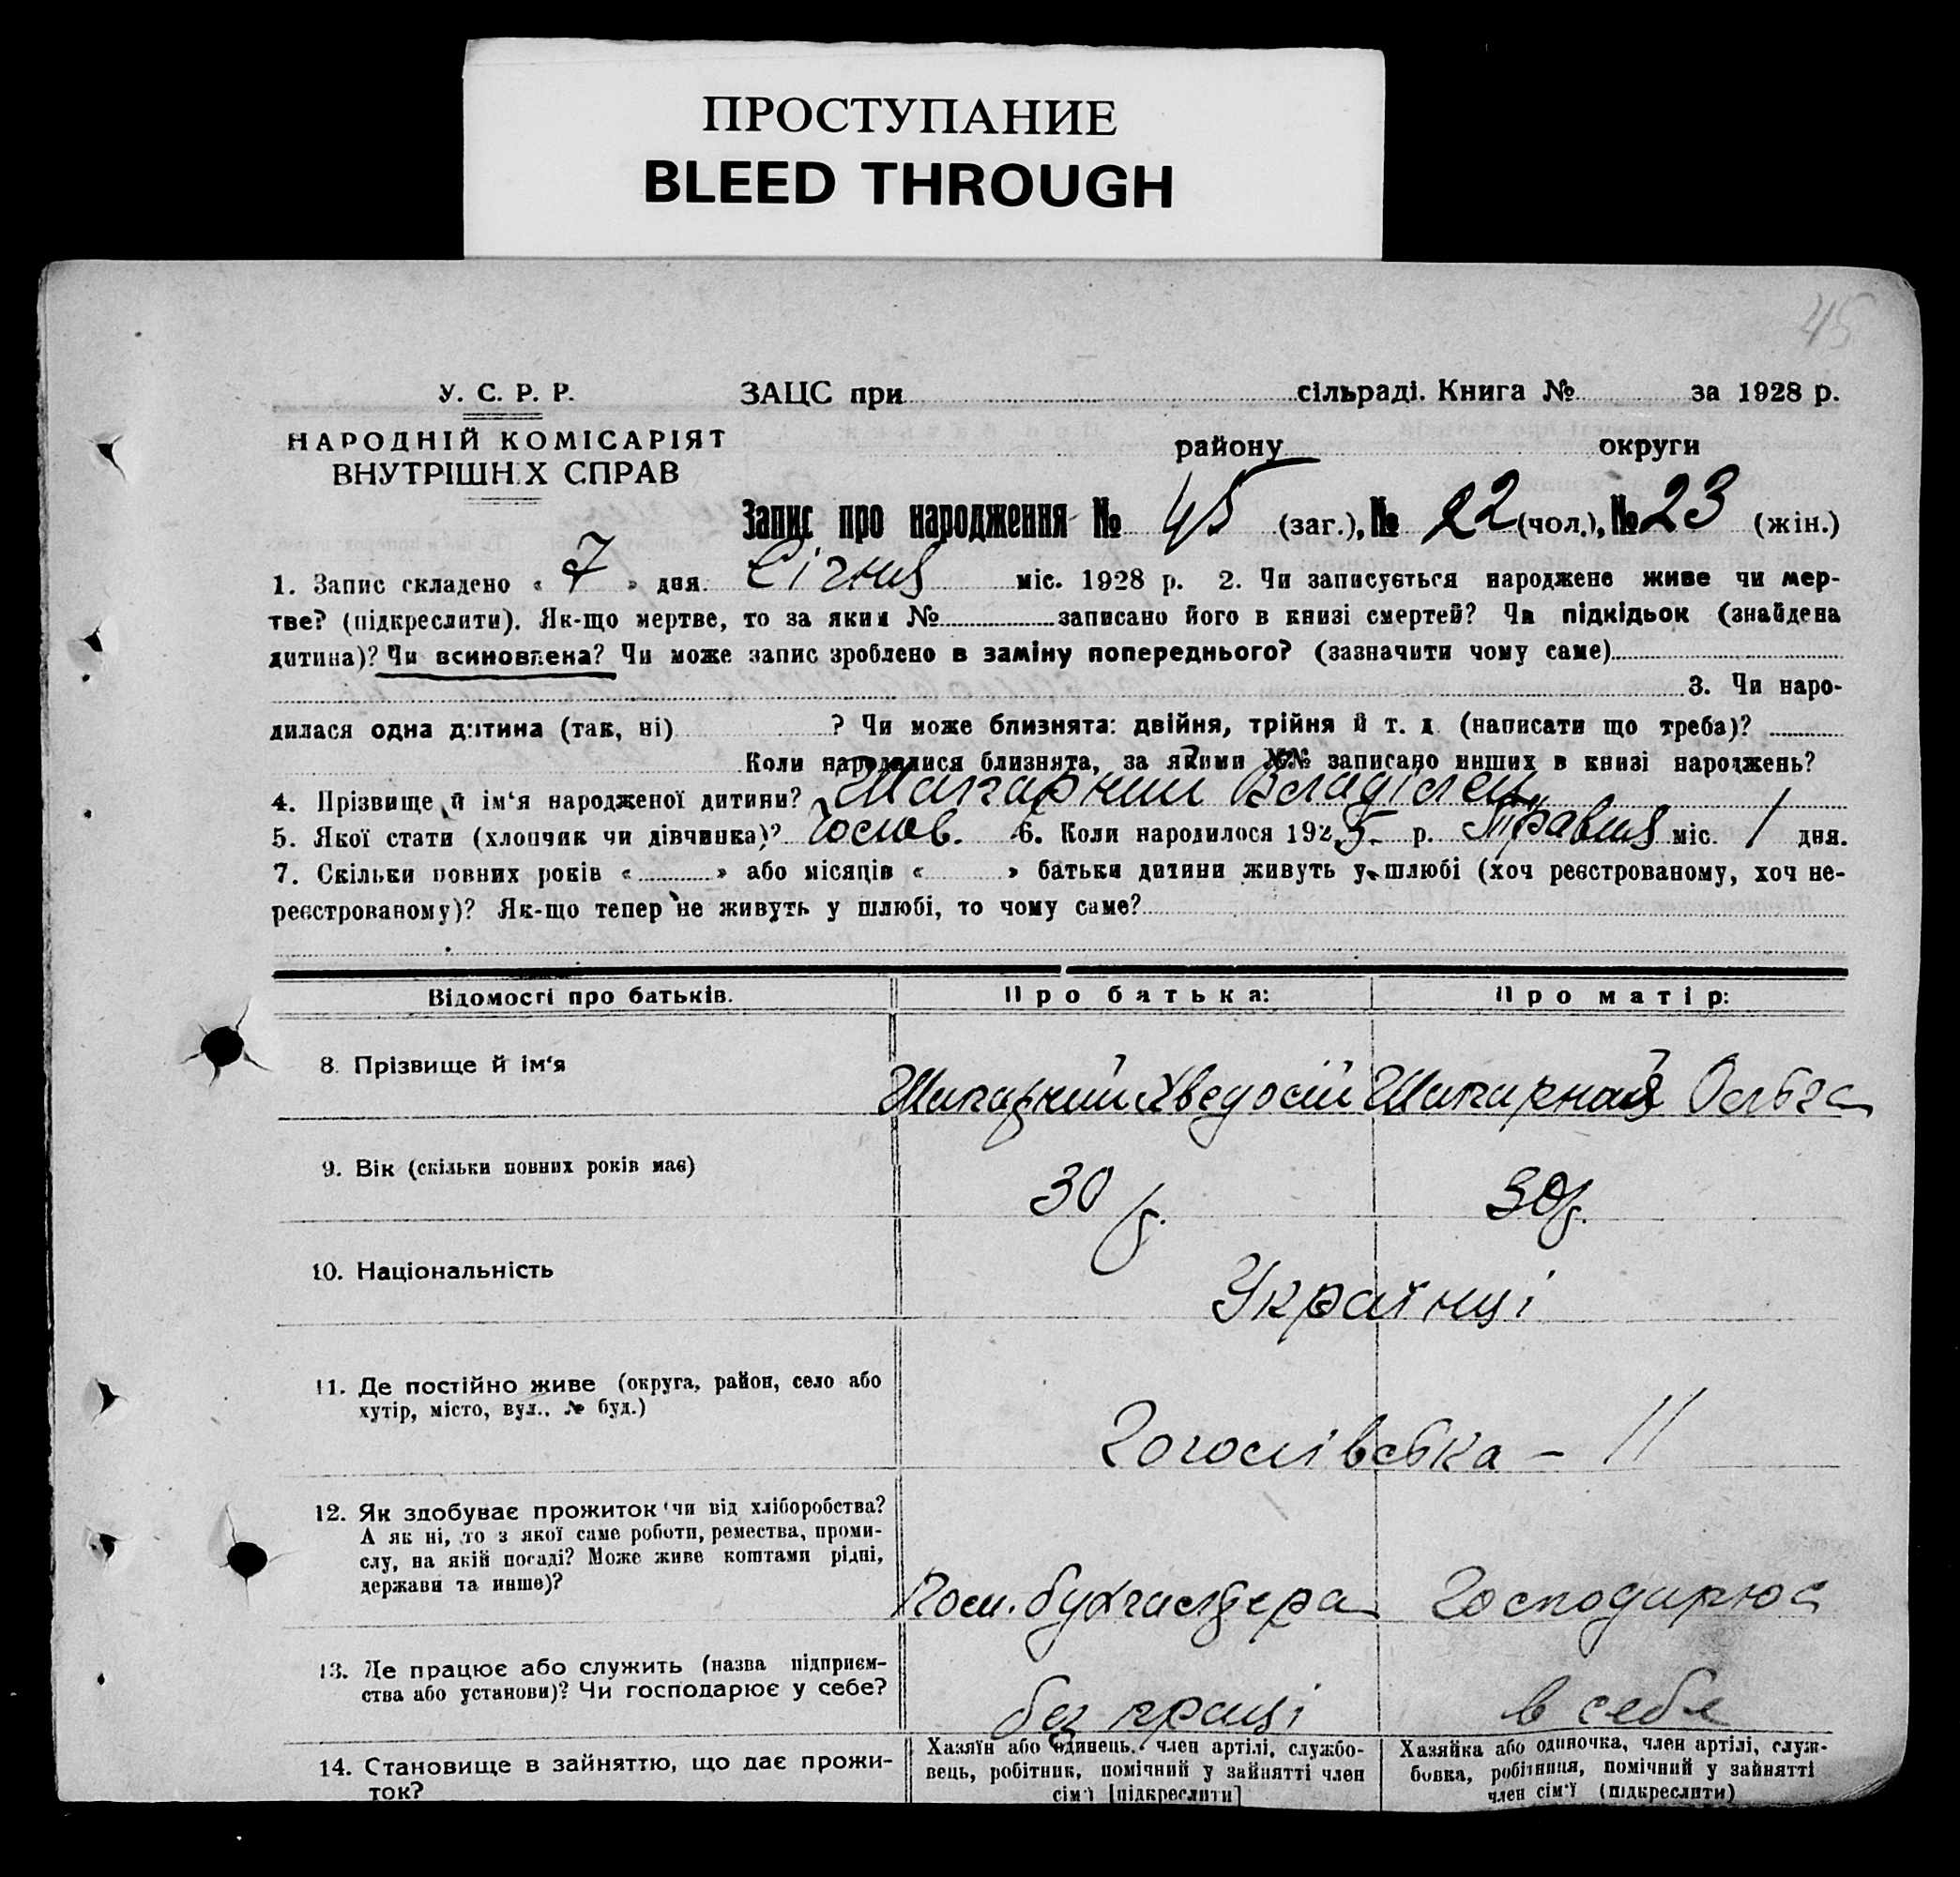 ПРОСТУПАНИЕ
BLEED THROUGH
45
У. С. Р. Р. ЗАЦС при сільраді. Книга № за 1928 р.
НАРОДНІЙ КОМІСАРІЯТ району округи
ВНУТРІШН.Х СПРАВ
Запис про народження № 45 (заг.), № 22 (чол.), № 23 (жін.)
1. Запис складено « 7 » дня Січня міс. 1928 р. 2. Чи записується народжене живе чи мер-
тве? (підкреслити). Як-що мертве, то за яким № записано його в книзі смертей? Чи підкідьок (знайдена
дитина)? Чи всиновлена? Чи може запис зроблено в заміну попереднього? (зазначити чому саме)
3. Чи наро-
дилася одна дитина (так, ні) ? Чи може близнята: двійня, трійня й т. д. (написати що треба)?
Коли народилися близнята, за якими №№ записано инших в книзі народжень?
4. Прізвище й ім‘я народженої дитини?
5. Якої стати (хлопчик чи дівчинка)? 6. Коли народилося 1925 р. Травня міс. 1 дня.
7. Скільки повних років « » або місяців « » батьки дитини живуть у шлюбі (хоч реєстрованому, хоч не-
реєстрованому)? Як-що тепер не живуть у шлюбі, то чому саме?
Відомості про батьків. Про батька: Про матір:
8. Прізвище й ім‘я Хведосій Ольга
9. Вік (скільки повних років має) 30 р. 30 р.
10. Національність Українці
11. Де постійно живе (округа, район, село або
хутір, місто, вул., № буд.)
Гоголівська – 11
12. Як здобуває прожиток (чи від хліборобства?
А як ні, то з якої саме роботи, ремества, проми-
слу, на якій посаді? Може живе коштами рідні,
держави та инше)?
Пом. бухгалтера
13. Де працює або служить (назва підприєм-
ства або установи)? Чи господарює у себе?
без праці в себе
14. Становище в зайняттю, що дає прожи-
ток?
Хазяїн або одинець, член артілі, службо-
вець, робітник, помічний у зайнятті член
сім‘ї [підкреслити]
Хазяйка або одиночка, член артілі, служ-
бовка, робітниця, помічний у зайнятті
член сім‘ї (підкреслити)